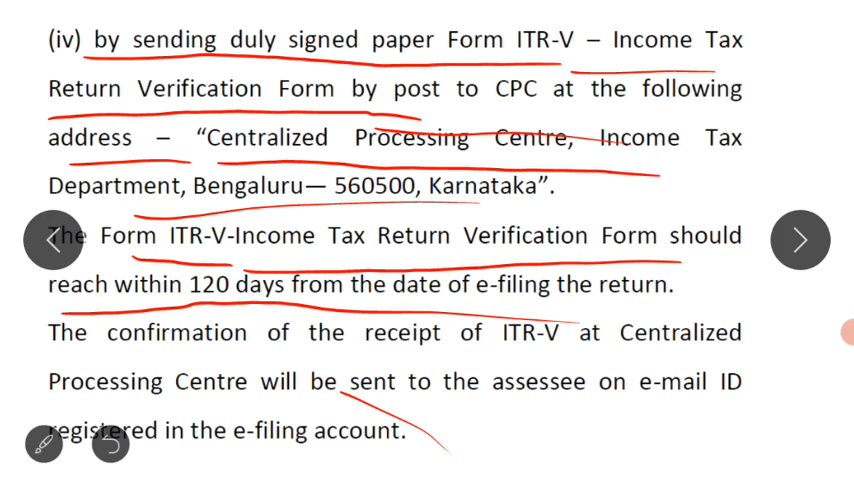 (iv) by sending duly signed paper Form ITR-V – Income Tax
Return Verification Form by post to CPC at the following
address – “Centralized Processing Centre, Income Tax
Department, Bengaluru— 560500, Karnataka”.
The Form ITR-V-Income Tax Return Verification Form should
reach within 120 days from the date of e-filing the return.
The confirmation of the receipt of ITR-V at Centralized
Processing Centre will be sent to the assessee on e-mail ID
registered in the e-filing account.